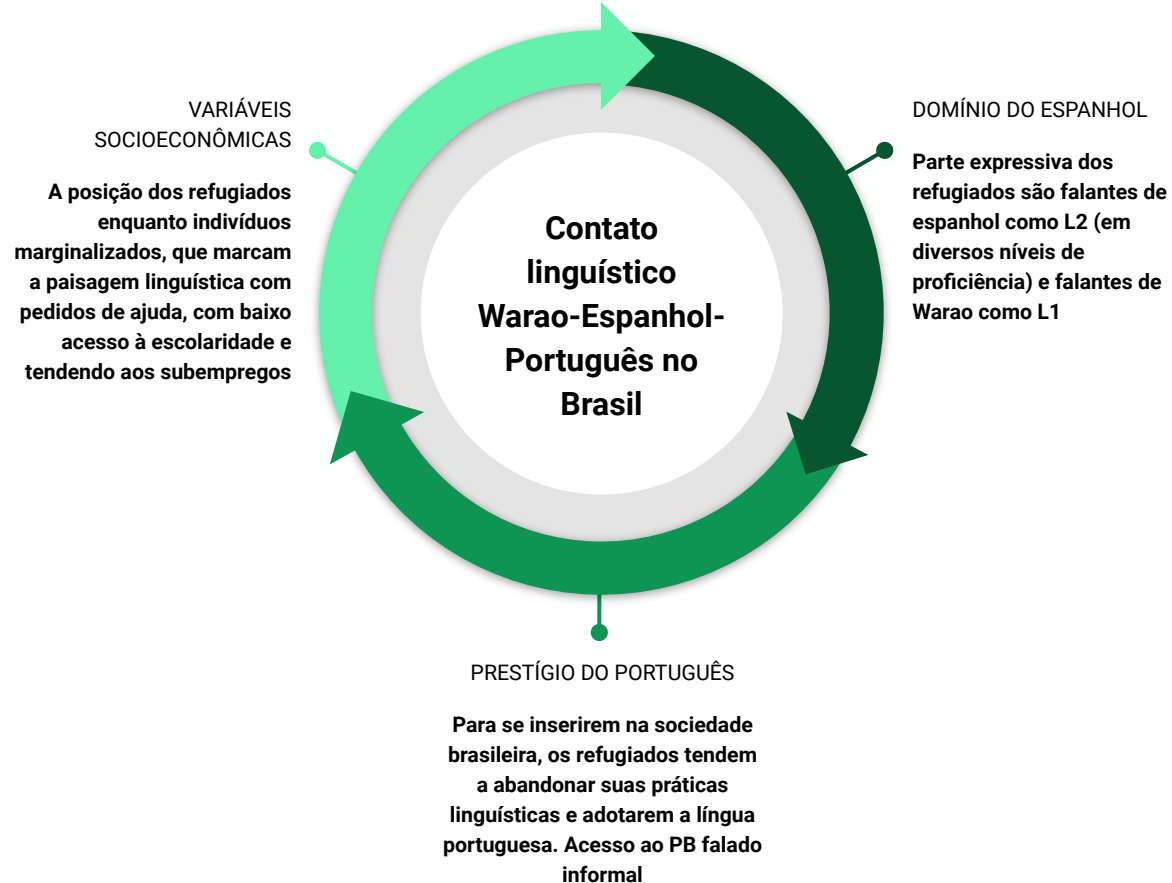 VARIÁVEIS
SOCIOECONÔMICAS
A posição dos refugiados
enquanto indivíduos
marginalizados, que marcam
a paisagem linguística com
pedidos de ajuda, com baixo
acesso à escolaridade e
tendendo aos subempregos
Contato
linguístico
Warao-Espanhol-
Português no
Brasil
DOMÍNIO DO ESPANHOL
Parte expressiva dos
refugiados são falantes de
espanhol como L2 (em
diversos níveis de
proficiência) e falantes de
Warao como L1
PRESTÍGIO DO PORTUGUÊS
Para se inserirem na sociedade
brasileira, os refugiados tendem
a abandonar suas práticas
linguísticas e adotarem a língua
portuguesa. Acesso ao PB falado
informal